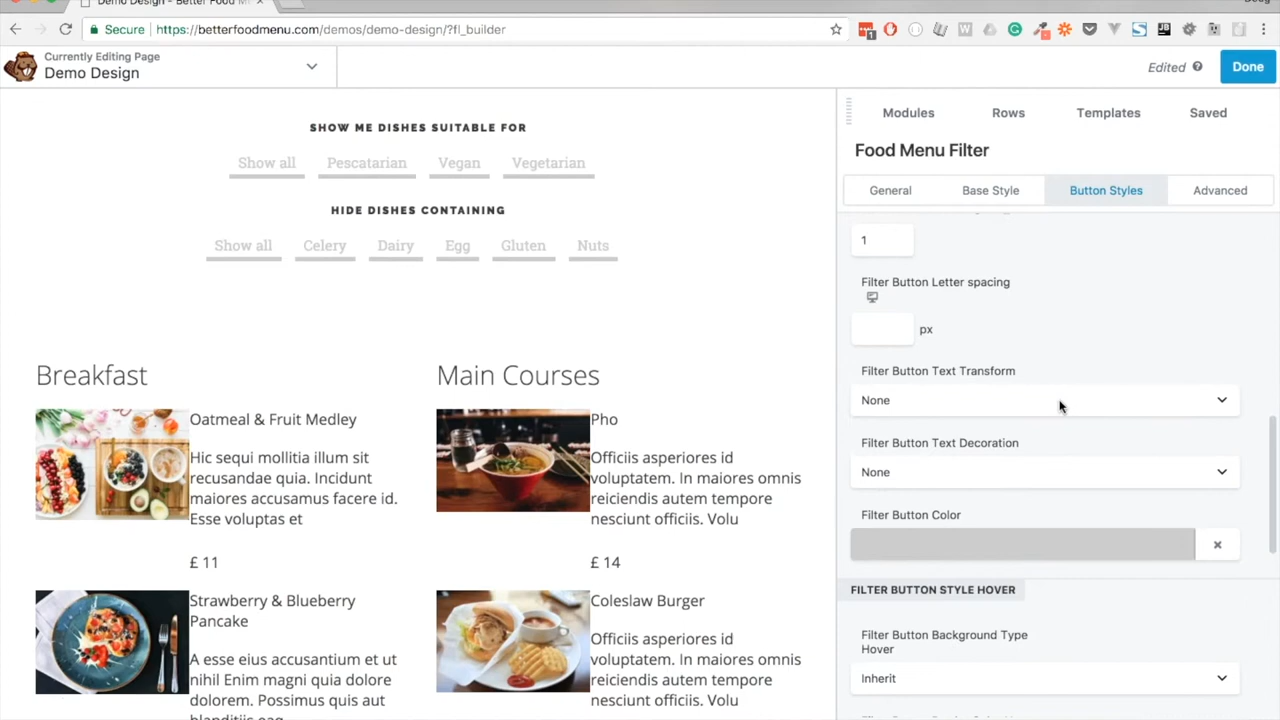 Demo Design - Better Food M
Secure
https://betterfoodmenu.com/demos/demo-design/?fl_builder
Currently Editing Page
Demo Design
Edited
Done
SHOW ME DISHES SUITABLE FOR
Show all Pescatarian Vegan Vegetarian
HIDE DISHES CONTAINING
Show all Celery Dairy Egg Gluten Nuts
Breakfast
Oatmeal & Fruit Medley
Hic sequi mollitia illum sit
recusandae quia. Incidunt
maiores accusamus facere id.
Esse voluptas et
£ 11
Strawberry & Blueberry
Pancake
A esse eius accusantium et ut
nihil Enim magni quia dolore
dolorem. Possimus quis aut
blanditiis eaq
Main Courses
Pho
Officiis asperiores id
voluptatem. In maiores omnis
reiciendis autem tempore
nesciunt officiis. Volu
£ 14
Coleslaw Burger
Officiis asperiores id
voluptatem. In maiores omnis
reiciendis autem tempore
nesciunt officiis. Volu
Modules Rows Templates Saved
Food Menu Filter
General Base Style Button Styles Advanced
1
Filter Button Letter spacing
px
Filter Button Text Transform
None
Filter Button Text Decoration
None
Filter Button Color
FILTER BUTTON STYLE HOVER
Filter Button Background Type
Hover
Inherit